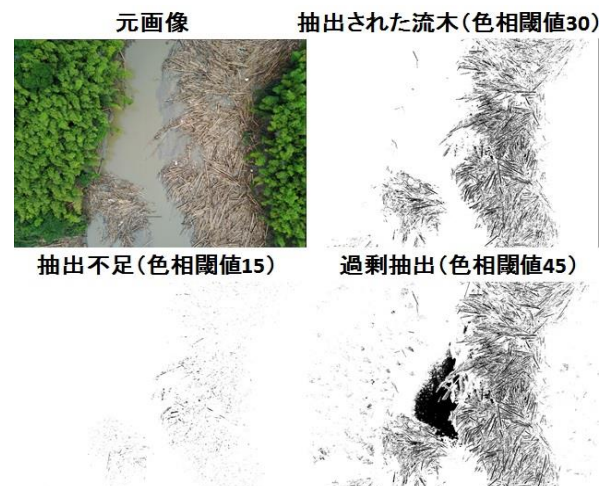 元画像
抽出された流木（色相閾値30）
抽出不足（色相閾値15）
過剰抽出（色相閾値45）